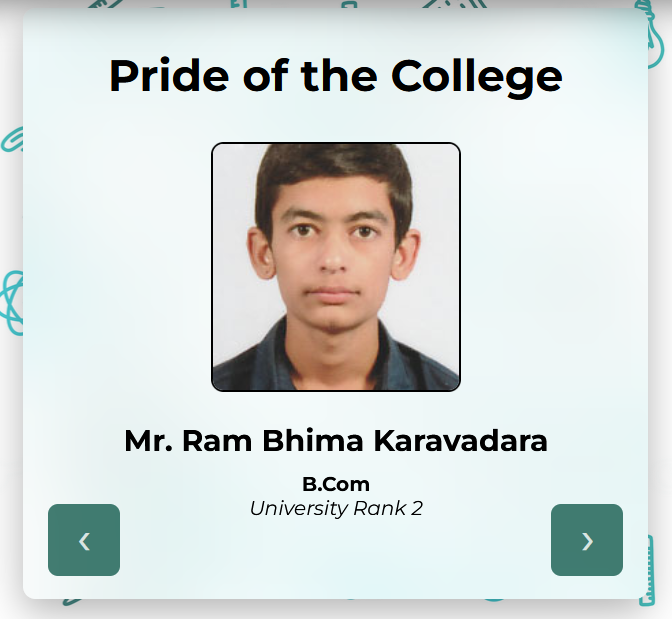 Pride of the College
Mr. Ram Bhima Karavadara
B.Com
University Rank 2